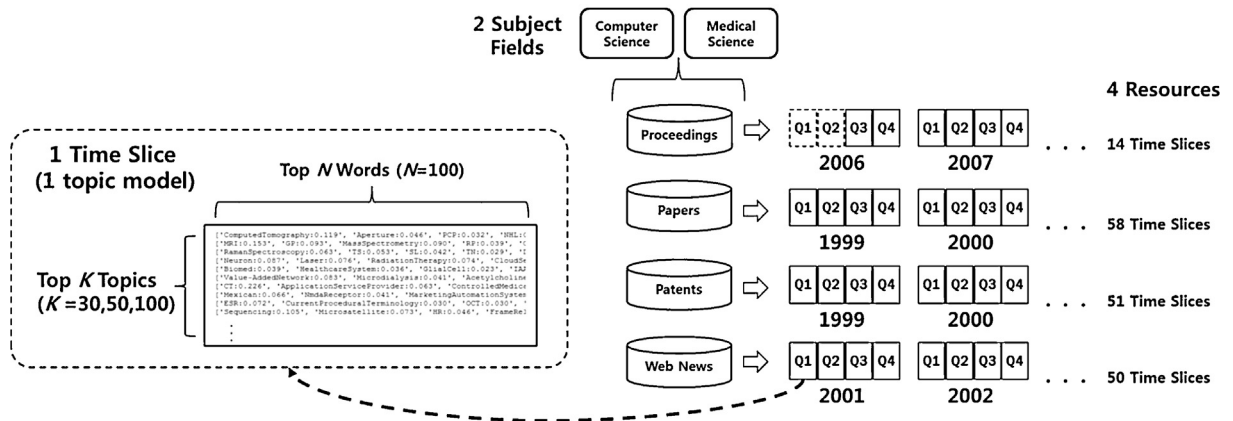 2 Subject
Fields
Computer
Science
Medical
Science
4 Resources
Proceedings
Q1 Q2 Q3 Q4
2006
Q1 Q2 Q3 Q4
2007
. . . 14 Time Slices
Papers
Q1 Q2 Q3 Q4
1999
Q1 Q2 Q3 Q4
2000
. . . 58 Time Slices
Patents
Q1 Q2 Q3 Q4
1999
Q1 Q2 Q3 Q4
2000
. . . 51 Time Slices
Web News
Q1 Q2 Q3 Q4
2001
Q1 Q2 Q3 Q4
2002
. . . 50 Time Slices
1 Time Slice
(1 topic model)
Top N Words (N=100)
Top K Topics
(K =30,50,100)
['ComputedTomography:0.119', 'Aperture:0.046', 'PCP:0.032', 'NHL:
['MRI:0.153', 'GP:0.093', 'MassSpectrometry:0.090', 'RP:0.039',
['RamanSpectroscopy:0.063', 'TS:0.053', 'SL:0.042', 'TN:0.029',
['Neuron:0.087', 'Laser:0.076', 'RadiationTherapy:0.074', 'CloudSe
['Biomed:0.039', 'HealthcareSystem:0.036', 'GlialCell:0.023',
['Value-AddedNetwork:0.083', 'Microdialysis:0.041', 'Acetylcholine
['CT:0.226', 'ApplicationServiceProvider:0.063', 'ControlledMedic
['Mexican:0.066', 'NmdaReceptor:0.041', 'MarketingAutomationSystem
['ESR:0.072', 'CurrentProceduralTerminology:0.030', 'OCT:0.030',
['Sequencing:0.105', 'Microsatellite:0.073', 'HR:0.046', 'FrameRel